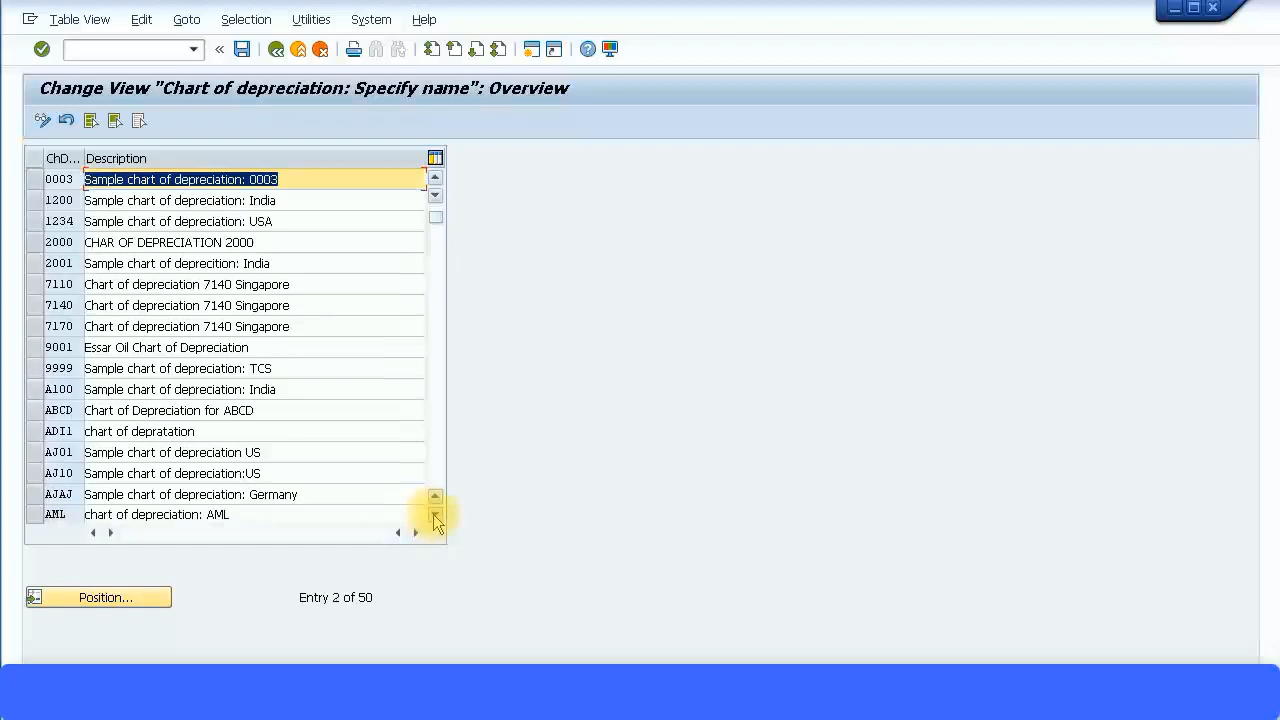 Table View Edit Goto Selection Utilities System Help
Change View "Chart of depreciation: Specify name": Overview
ChD... Description
0003 Sample chart of depreciation: 0003
1200 Sample chart of depreciation: India
1234 Sample chart of depreciation: USA
2000 CHAR OF DEPRECIATION 2000
2001 Sample chart of deprecition: India
7110 Chart of depreciation 7140 Singapore
7140 Chart of depreciation 7140 Singapore
7170 Chart of depreciation 7140 Singapore
9001 Essar Oil Chart of Depreciation
9999 Sample chart of depreciation: TCS
A100 Sample chart of depreciation: India
ABCD Chart of Depreciation for ABCD
ADI1 chart of depratation
AJ01 Sample chart of depreciation US
AJ10 Sample chart of depreciation:US
AJAJ Sample chart of depreciation: Germany
AML chart of depreciation: AML
Position... Entry 2 of 50